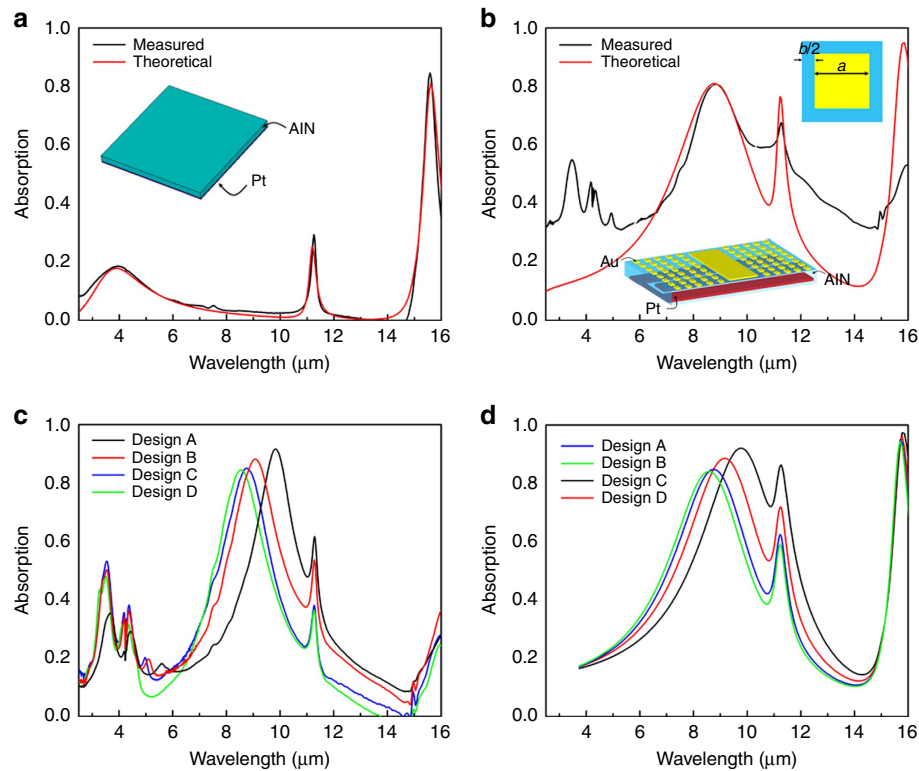 a
1.0
0.8
0.6
0.4
0.2
0.0
Absorption
Measured
Theoretical
AlN
Pt
4 6 8 10 12 14 16
Wavelength (μm)
b
1.0
0.8
0.6
0.4
0.2
0.0
Absorption
Measured
Theoretical
b/2
a
Au
AlN
Pt
4 6 8 10 12 14 16
Wavelength (μm)
c
1.0
0.8
0.6
0.4
0.2
0.0
Absorption
Design A
Design B
Design C
Design D
4 6 8 10 12 14 16
Wavelength (μm)
d
1.0
0.8
0.6
0.4
0.2
0.0
Absorption
Design A
Design B
Design C
Design D
4 6 8 10 12 14 16
Wavelength (μm)